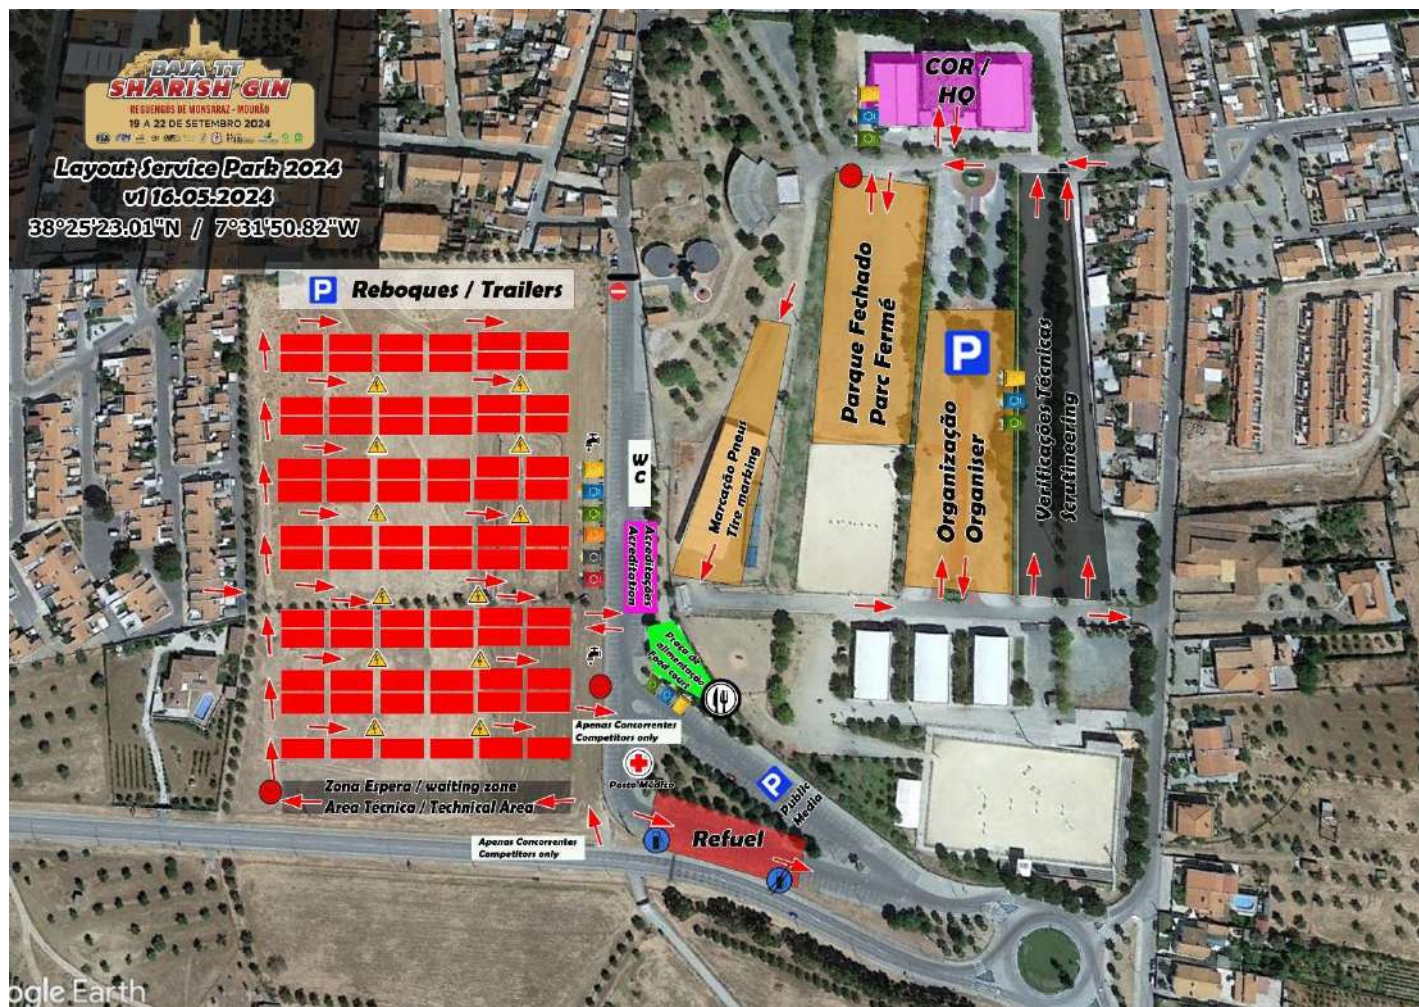 BAJA TT
SHARISH GIN
REGUENGOS DE MONSARAZ - MOURÃO
19 A 22 DE SETEMBRO 2024
Layout Service Park 2024
v1 16.05.2024
38°25'23.01"N / 7°31'50.82"W
COR /
HQ
P Reboques / Trailers
Parque Fechado
Parc Fermé
P
Organização
Organiser
Verificações Técnicas
Scrutineering
Marcação Pneus
Tire marking
W
C
Acreditações
Acreditation
Praça da
alimentação
Food court
Apenas Concorrentes
Competitors only
Posto Médico
P
Public
Media
Zona Espera / waiting zone
Área Técnica / Technical Area
Refuel
Apenas Concorrentes
Competitors only
ogle Earth